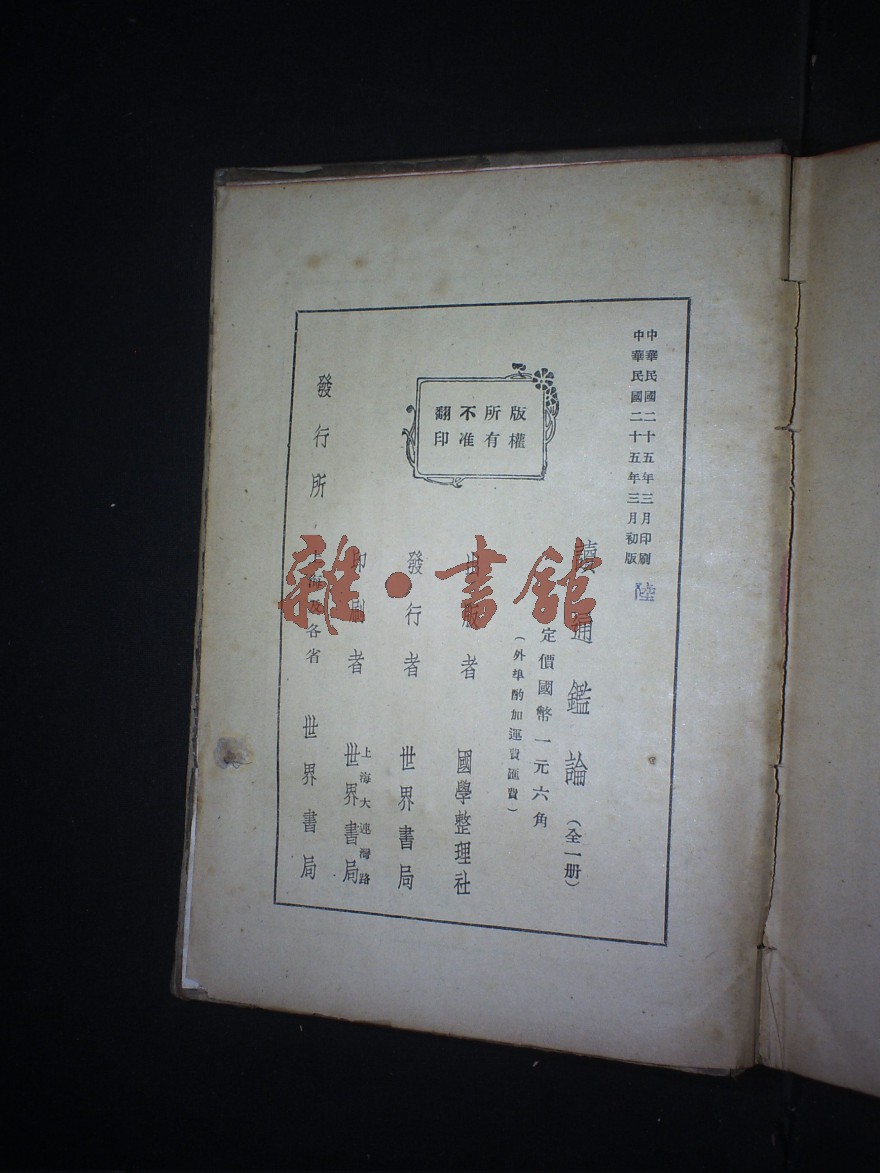 中華民國二十五年三月印刷
中華民國二十五年三月初版
陸
讀通鑑論（全一册）
定價國幣一元六角
（外埠酌加運費匯費）
版權
所有
不准
翻印
出版者 國學整理社
發行者 世界書局
印刷者 上海大連灣路
世界書局
發行所 上海及各省 世界書局
雜·書館